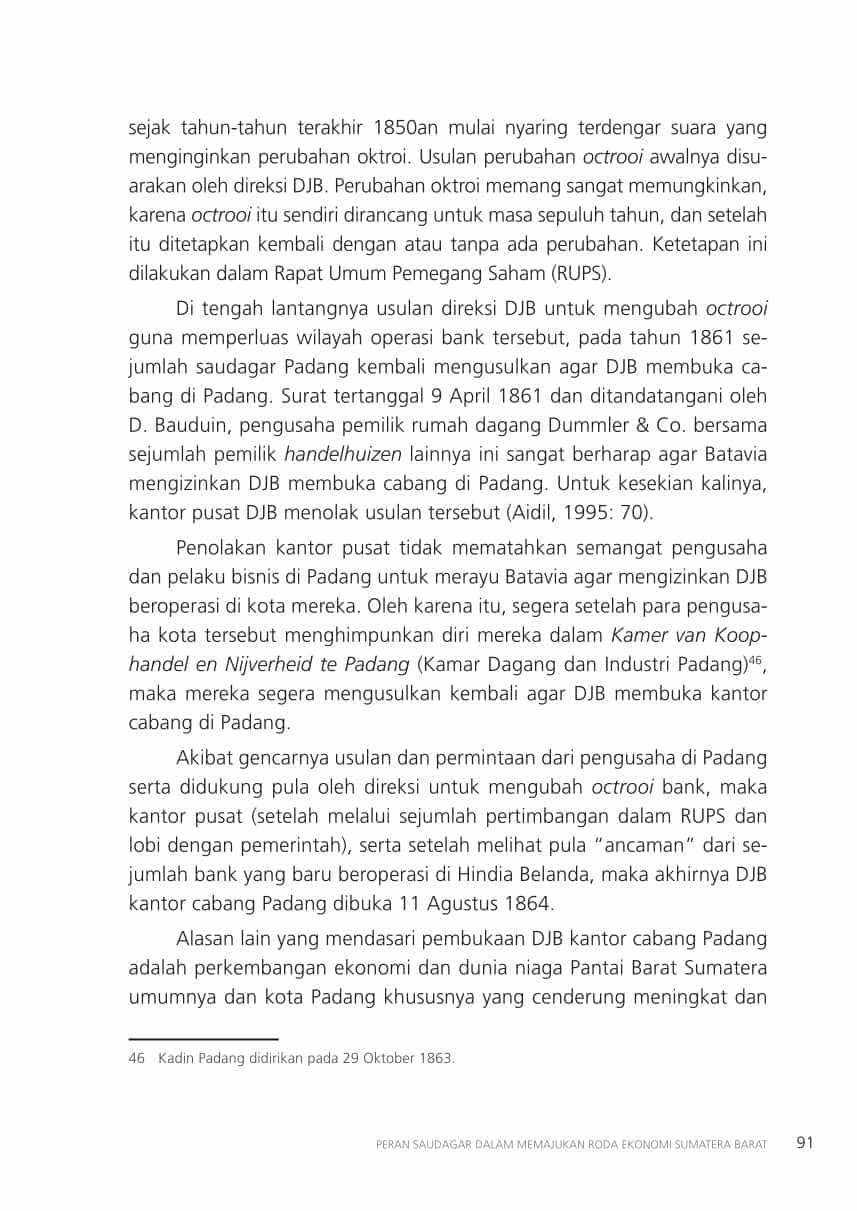 sejak tahun-tahun terakhir 1850an mulai nyaring terdengar suara yang
menginginkan perubahan oktroi. Usulan perubahan octrooi awalnya disu-
arakan oleh direksi DJB. Perubahan oktroi memang sangat memungkinkan,
karena octrooi itu sendiri dirancang untuk masa sepuluh tahun, dan setelah
itu ditetapkan kembali dengan atau tanpa ada perubahan. Ketetapan ini
dilakukan dalam Rapat Umum Pemegang Saham (RUPS).
Di tengah lantangnya usulan direksi DJB untuk mengubah octrooi
guna memperluas wilayah operasi bank tersebut, pada tahun 1861 se-
jumlah saudagar Padang kembali mengusulkan agar DJB membuka ca-
bang di Padang. Surat tertanggal 9 April 1861 dan ditandatangani oleh
D. Bauduin, pengusaha pemilik rumah dagang Dummler & Co. bersama
sejumlah pemilik handelhuizen lainnya ini sangat berharap agar Batavia
mengizinkan DJB membuka cabang di Padang. Untuk kesekian kalinya,
kantor pusat DJB menolak usulan tersebut (Aidil, 1995: 70).
Penolakan kantor pusat tidak mematahkan semangat pengusaha
dan pelaku bisnis di Padang untuk merayu Batavia agar mengizinkan DJB
beroperasi di kota mereka. Oleh karena itu, segera setelah para pengusa-
ha kota tersebut menghimpunkan diri mereka dalam Kamer van Koop-
handel en Nijverheid te Padang (Kamar Dagang dan Industri Padang)46,
maka mereka segera mengusulkan kembali agar DJB membuka kantor
cabang di Padang.
Akibat gencarnya usulan dan permintaan dari pengusaha di Padang
serta didukung pula oleh direksi untuk mengubah octrooi bank, maka
kantor pusat (setelah melalui sejumlah pertimbangan dalam RUPS dan
lobi dengan pemerintah), serta setelah melihat pula “ancaman” dari se-
jumlah bank yang baru beroperasi di Hindia Belanda, maka akhirnya DJB
kantor cabang Padang dibuka 11 Agustus 1864.
Alasan lain yang mendasari pembukaan DJB kantor cabang Padang
adalah perkembangan ekonomi dan dunia niaga Pantai Barat Sumatera
umumnya dan kota Padang khususnya yang cenderung meningkat dan
46 Kadin Padang didirikan pada 29 Oktober 1863.
PERAN SAUDAGAR DALAM MEMAJUKAN RODA EKONOMI SUMATERA BARAT 91